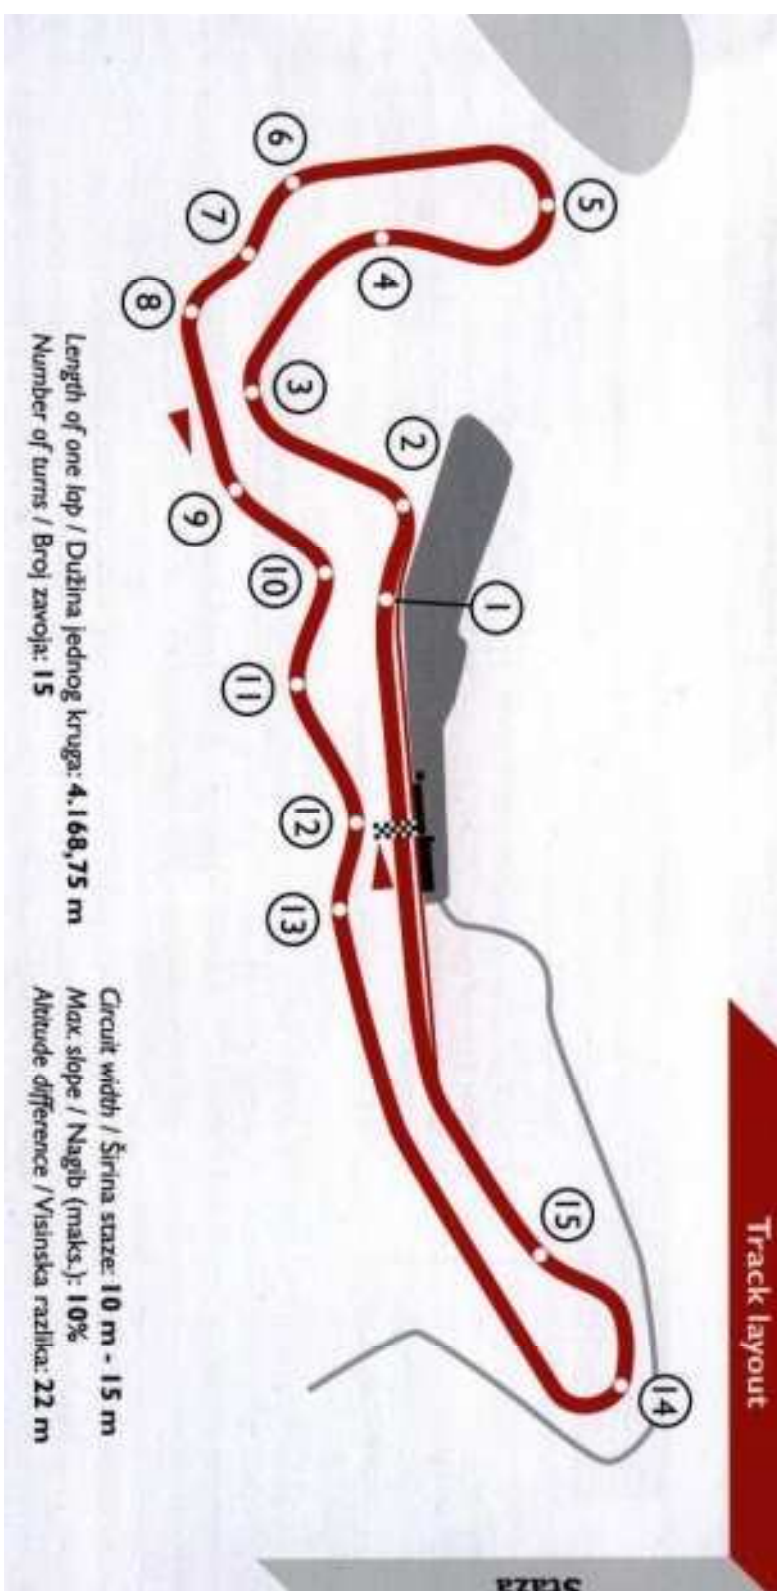 Track layout
Staza
14
15
5
1
2
4
3
6
7
8
9
10
11
12
13
Length of one lap / Dužina jednog kruga: 4.168,75 m
Number of turns / Broj zavoja: 15
Circuit width / Širina staze: 10 m - 15 m
Max. slope / Nagib (maks.): 10%
Altitude difference / Visinska razlika: 22 m